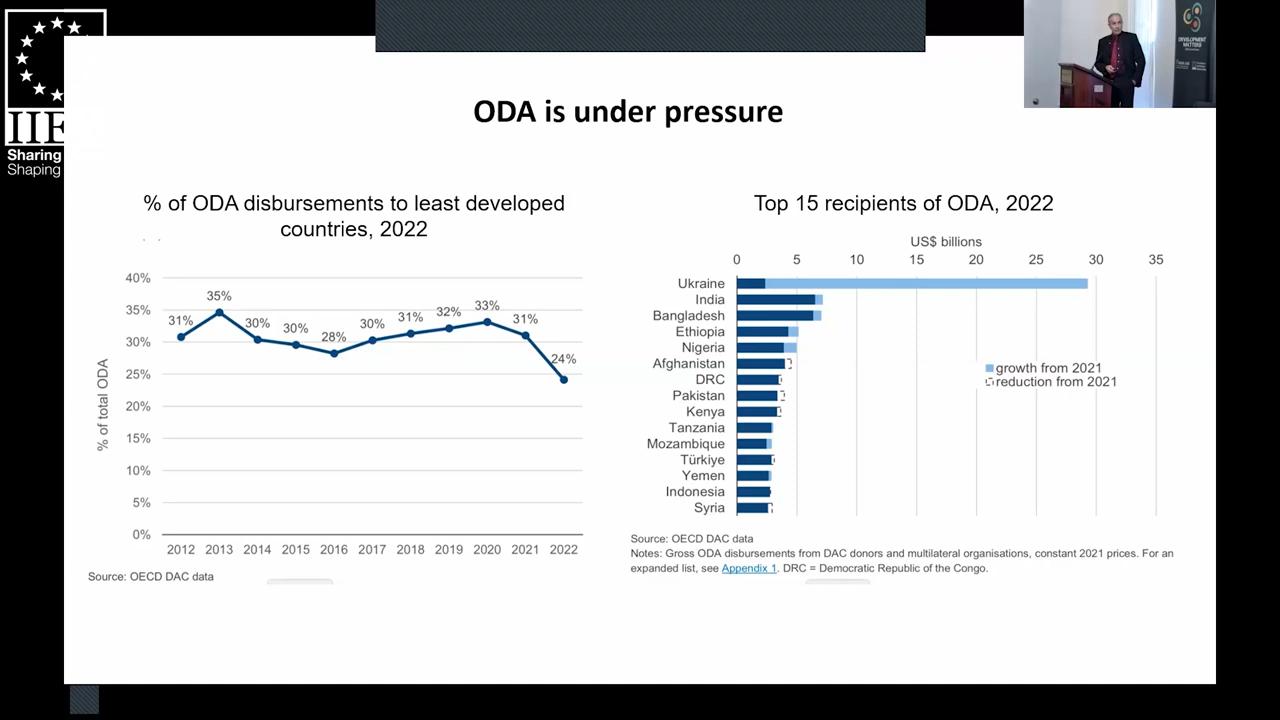 IIE
Sharing
Shaping
DEVELOPMENT
MATTERS
ODA is under pressure
% of ODA disbursements to least developed
countries, 2022
40%
35%
30%
25%
20%
15%
10%
5%
0%
% of total ODA
31%
35%
30%
30%
28%
30%
31%
32%
33%
31%
24%
2012 2013 2014 2015 2016 2017 2018 2019 2020 2021 2022
Source: OECD DAC data
Top 15 recipients of ODA, 2022
US$ billions
0 5 10 15 20 25 30 35
Ukraine
India
Bangladesh
Ethiopia
Nigeria
Afghanistan
DRC
Pakistan
Kenya
Tanzania
Mozambique
Türkiye
Yemen
Indonesia
Syria
growth from 2021
reduction from 2021
Source: OECD DAC data
Notes: Gross ODA disbursements from DAC donors and multilateral organisations, constant 2021 prices. For an
expanded list, see Appendix 1. DRC = Democratic Republic of the Congo.